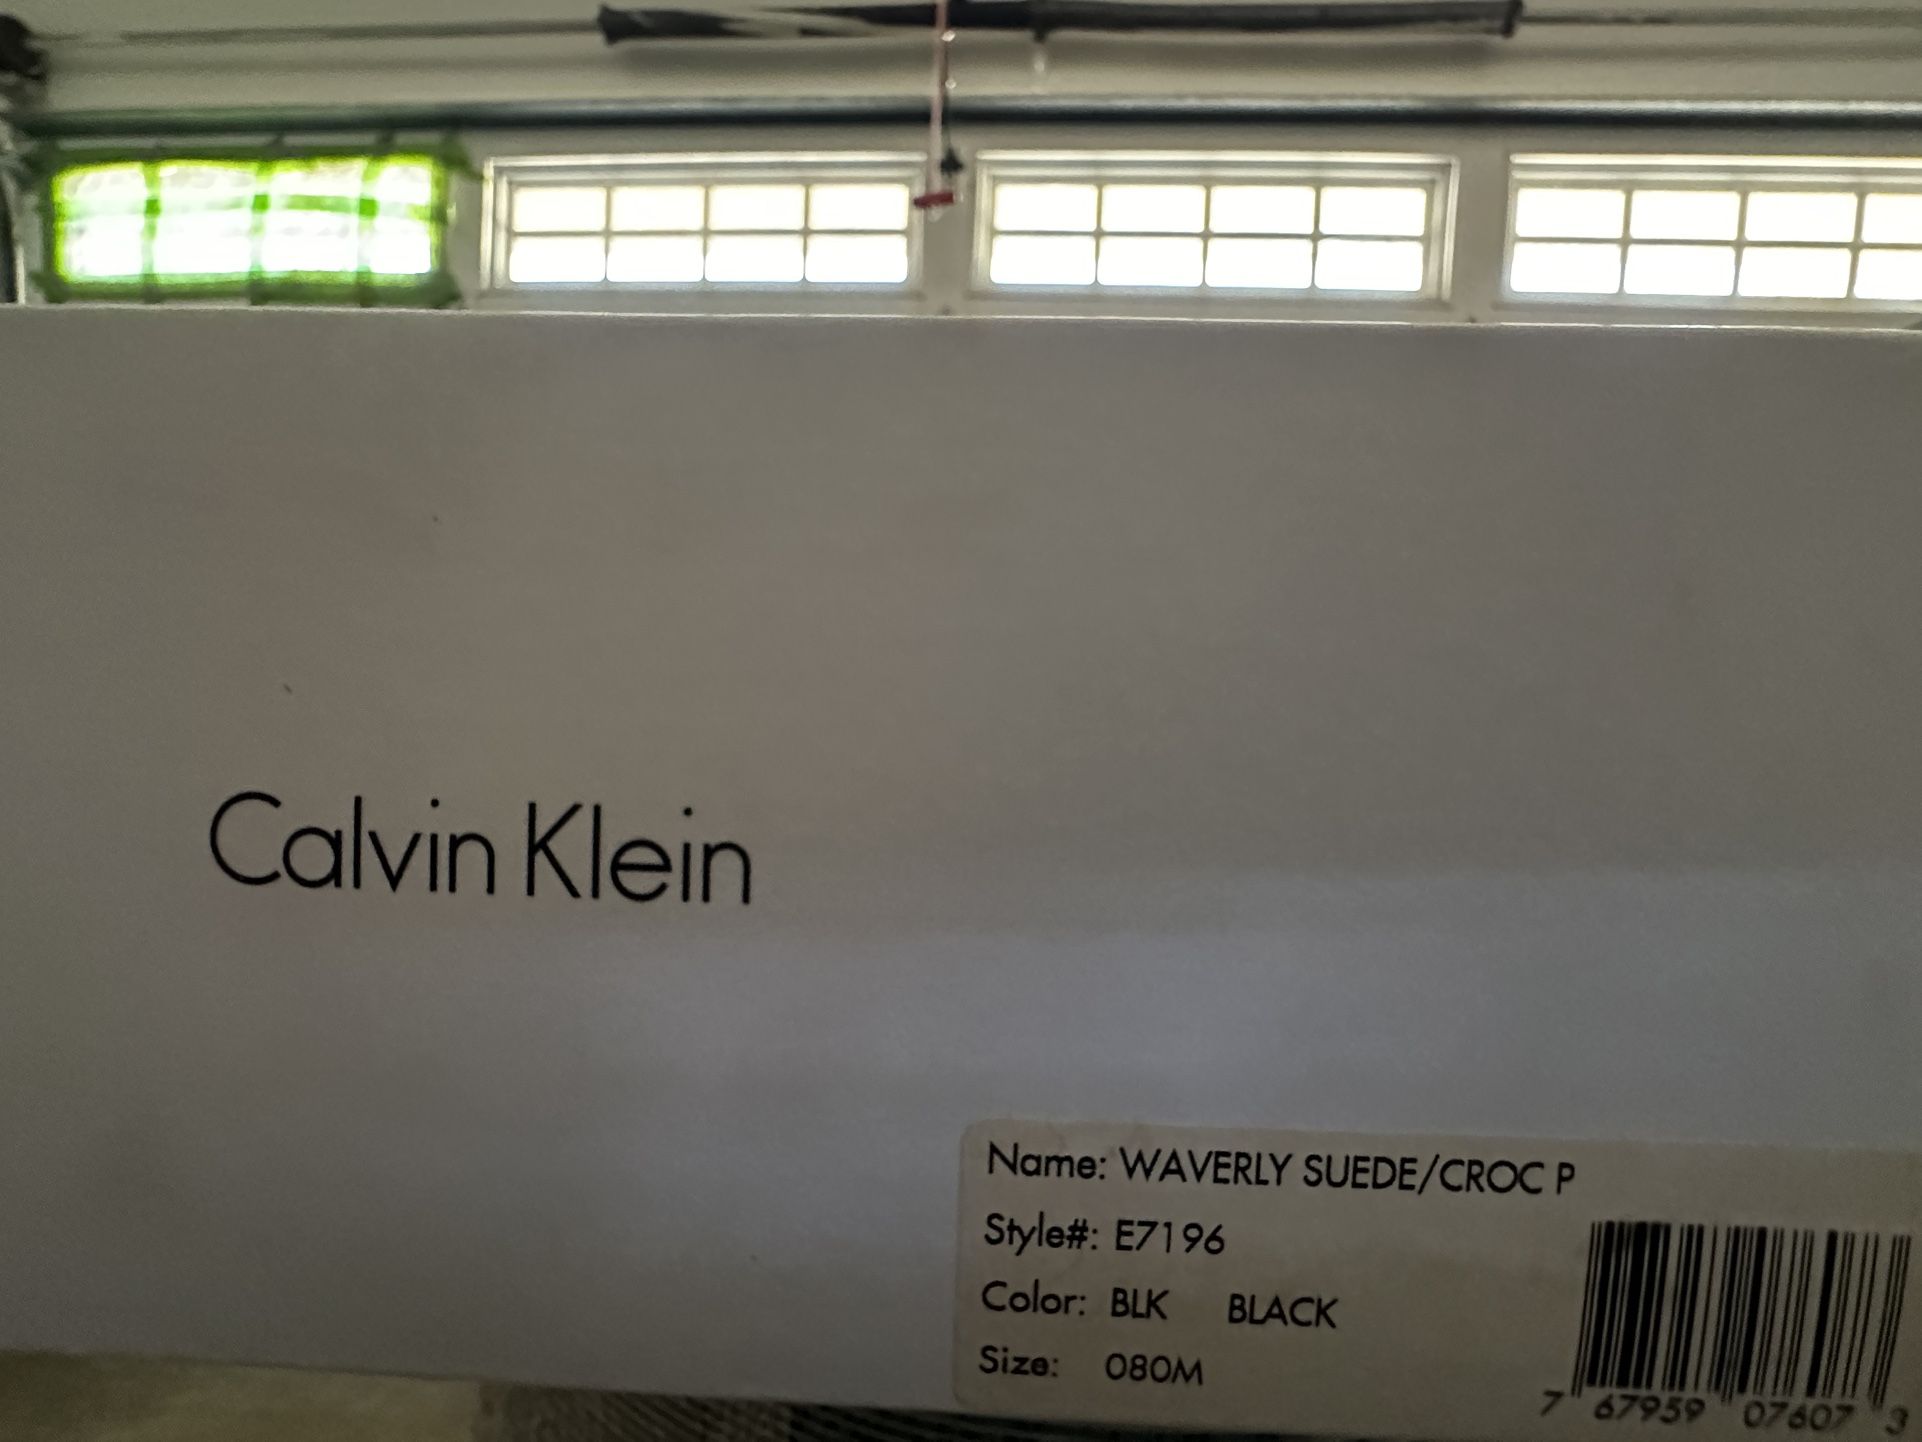 Calvin Klein
Name: WAVERLY SUEDE/CROC P
Style#: E7196
Color: BLK BLACK
Size: 080M
7 67959 07607 3